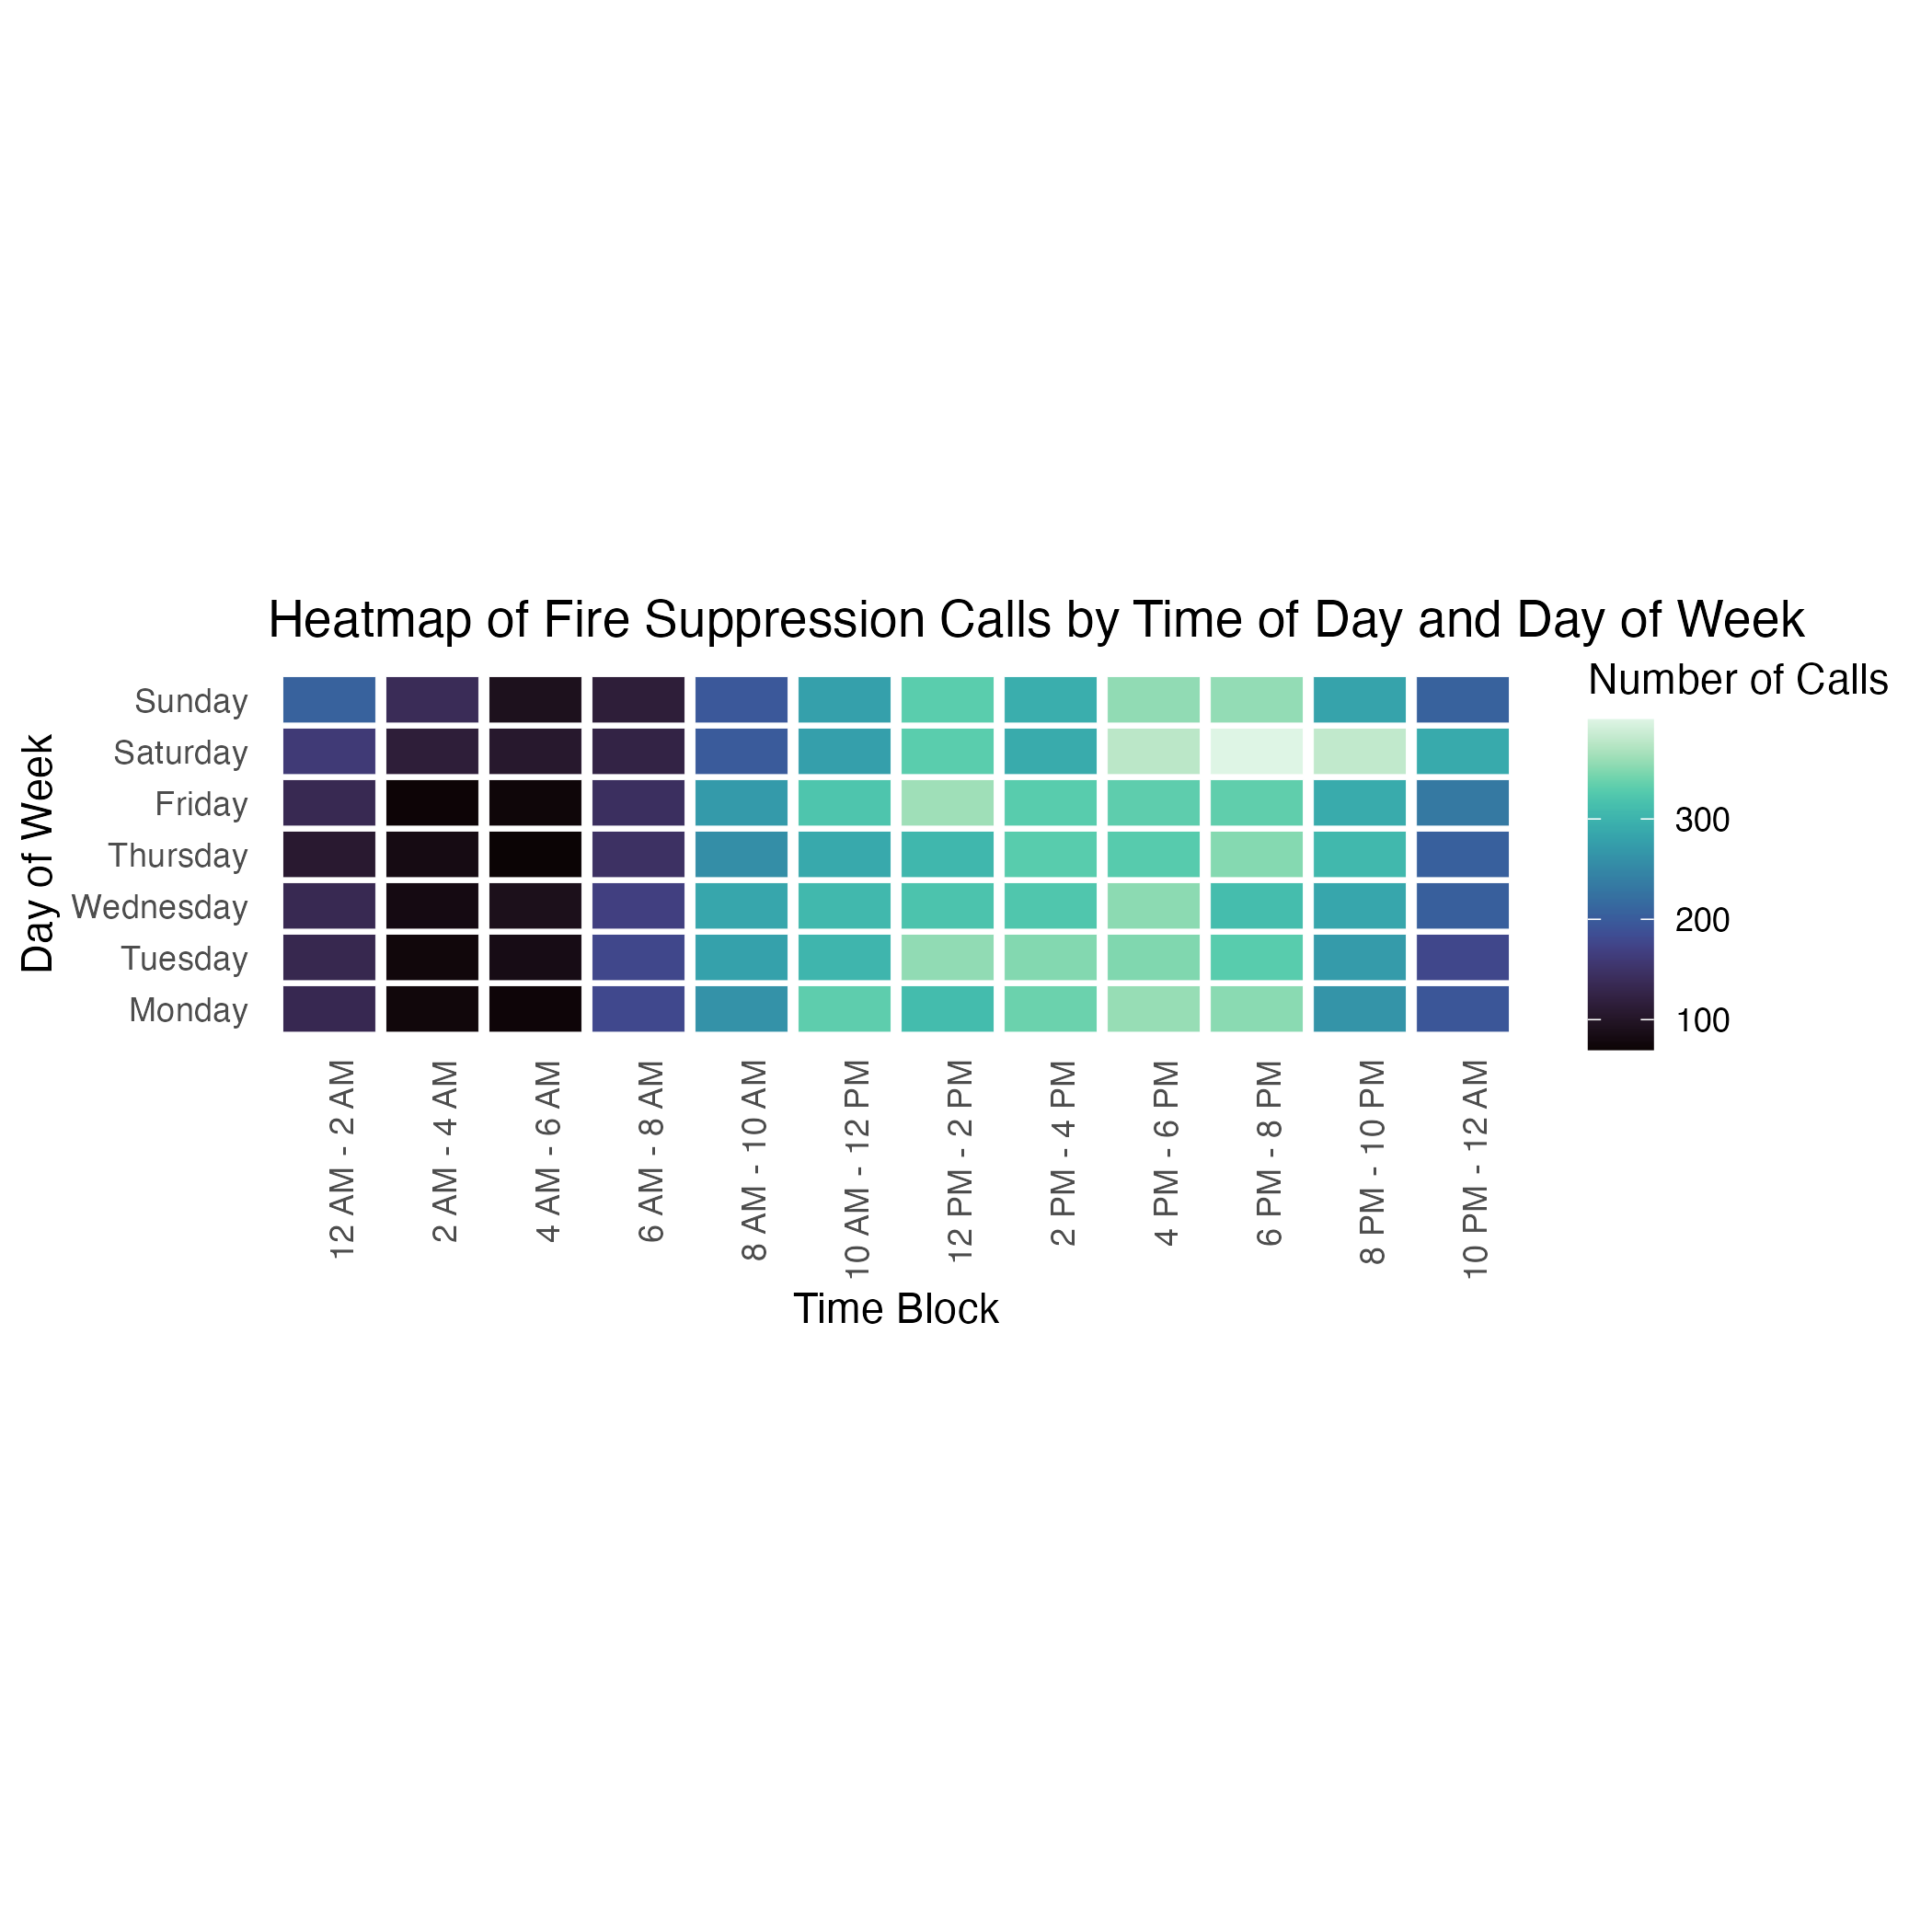 Heatmap of Fire Suppression Calls by Time of Day and Day of Week
Day of Week
Sunday
Saturday
Friday
Thursday
Wednesday
Tuesday
Monday
12 AM - 2 AM
2 AM - 4 AM
4 AM - 6 AM
6 AM - 8 AM
8 AM - 10 AM
10 AM - 12 PM
12 PM - 2 PM
2 PM - 4 PM
4 PM - 6 PM
6 PM - 8 PM
8 PM - 10 PM
10 PM - 12 AM
Time Block
Number of Calls
300
200
100